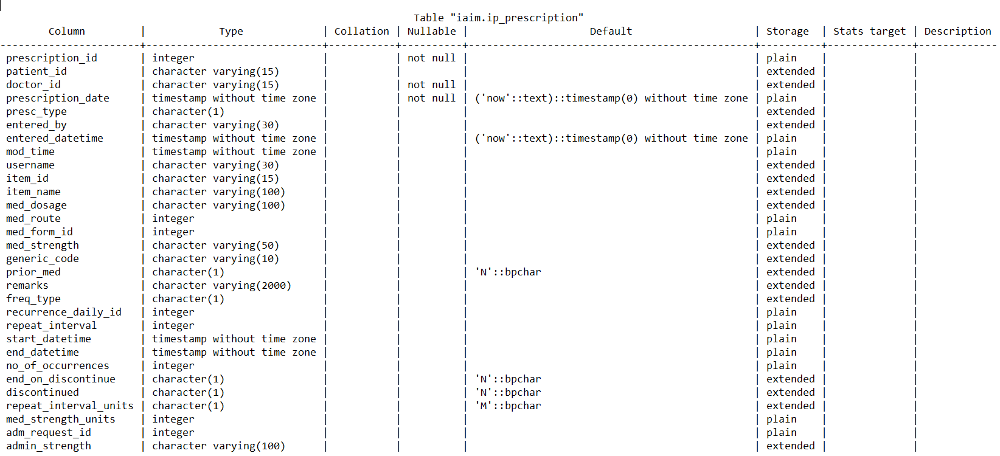 Table "iaim.ip_prescription"
Column | Type | Collation | Nullable | Default | Storage | Stats target | Description
-----------------------+------------------------------+-----------+----------+-----------------------------------------------+----------+--------------+-------------
prescription_id | integer | | not null | | plain | |
patient_id | character varying(15) | | | | extended | |
doctor_id | character varying(15) | | not null | | extended | |
prescription_date | timestamp without time zone | | not null | ('now'::text)::timestamp(0) without time zone | plain | |
presc_type | character(1) | | | | extended | |
entered_by | character varying(30) | | | | extended | |
entered_datetime | timestamp without time zone | | | ('now'::text)::timestamp(0) without time zone | plain | |
mod_time | timestamp without time zone | | | | plain | |
username | character varying(30) | | | | extended | |
item_id | character varying(15) | | | | extended | |
item_name | character varying(100) | | | | extended | |
med_dosage | character varying(100) | | | | extended | |
med_route | integer | | | | plain | |
med_form_id | integer | | | | plain | |
med_strength | character varying(50) | | | | extended | |
generic_code | character varying(10) | | | | extended | |
prior_med | character(1) | | | 'N'::bpchar | extended | |
remarks | character varying(2000) | | | | extended | |
freq_type | character(1) | | | | extended | |
recurrence_daily_id | integer | | | | plain | |
repeat_interval | integer | | | | plain | |
start_datetime | timestamp without time zone | | | | plain | |
end_datetime | timestamp without time zone | | | | plain | |
no_of_occurrences | integer | | | | plain | |
end_on_discontinue | character(1) | | | 'N'::bpchar | extended | |
discontinued | character(1) | | | 'N'::bpchar | extended | |
repeat_interval_units | character(1) | | | 'M'::bpchar | extended | |
med_strength_units | integer | | | | plain | |
adm_request_id | integer | | | | plain | |
admin_strength | character varying(100) | | | | extended | |